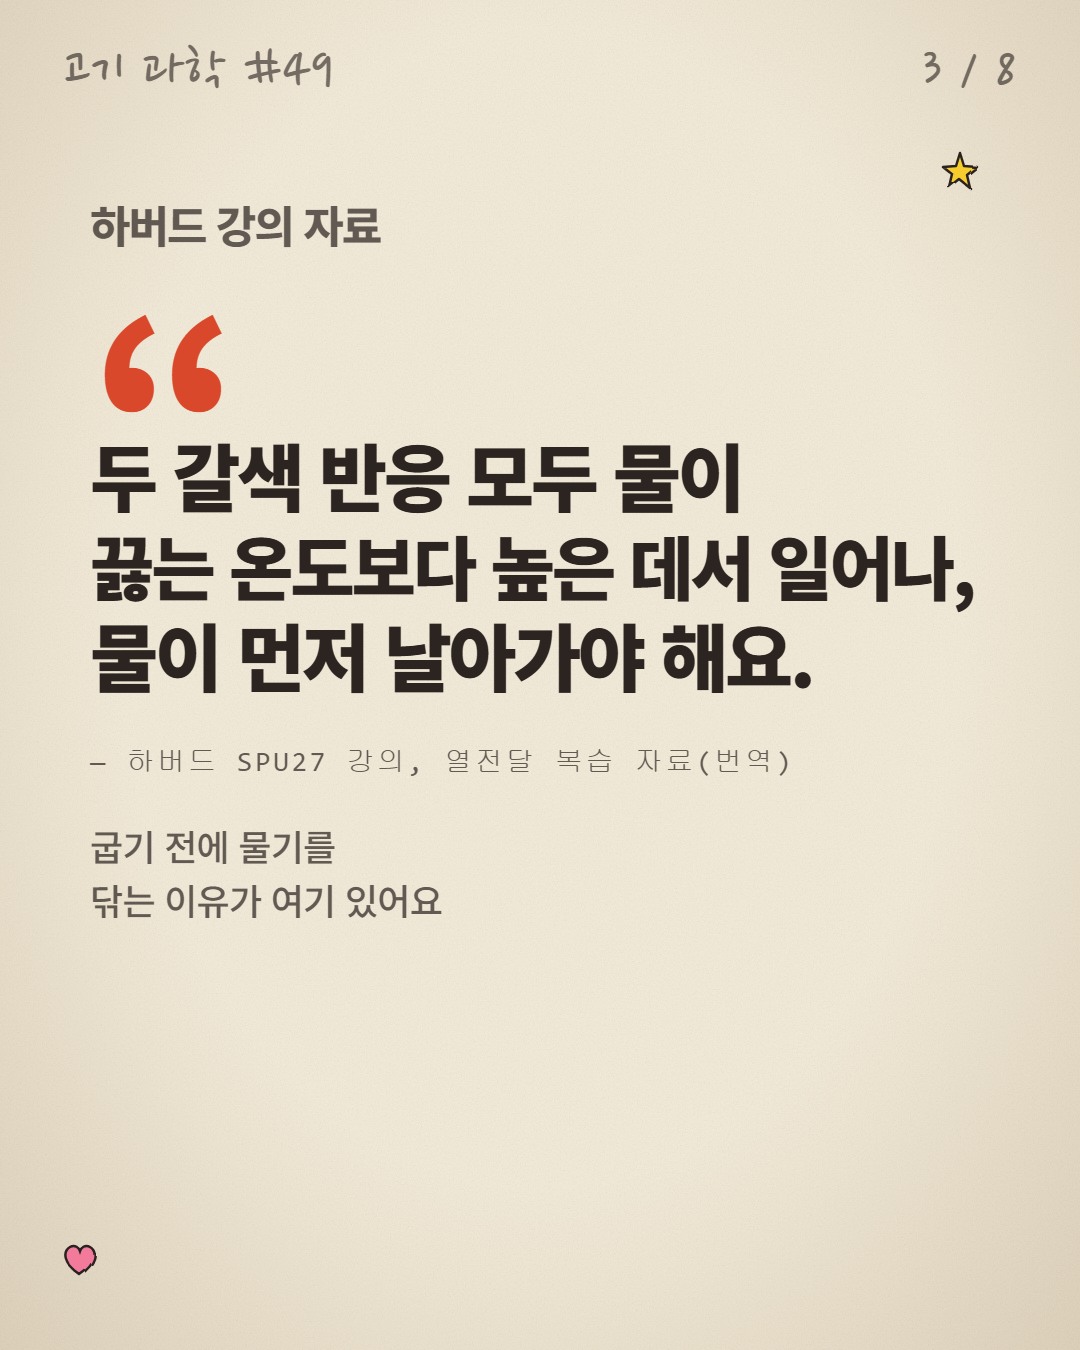 고기 과학 #49
3 / 8
하버드 강의 자료
“
두 갈색 반응 모두 물이
끓는 온도보다 높은 데서 일어나,
물이 먼저 날아가야 해요.
— 하버드 SPU27 강의, 열전달 복습 자료(번역)
굽기 전에 물기를
닦는 이유가 여기 있어요